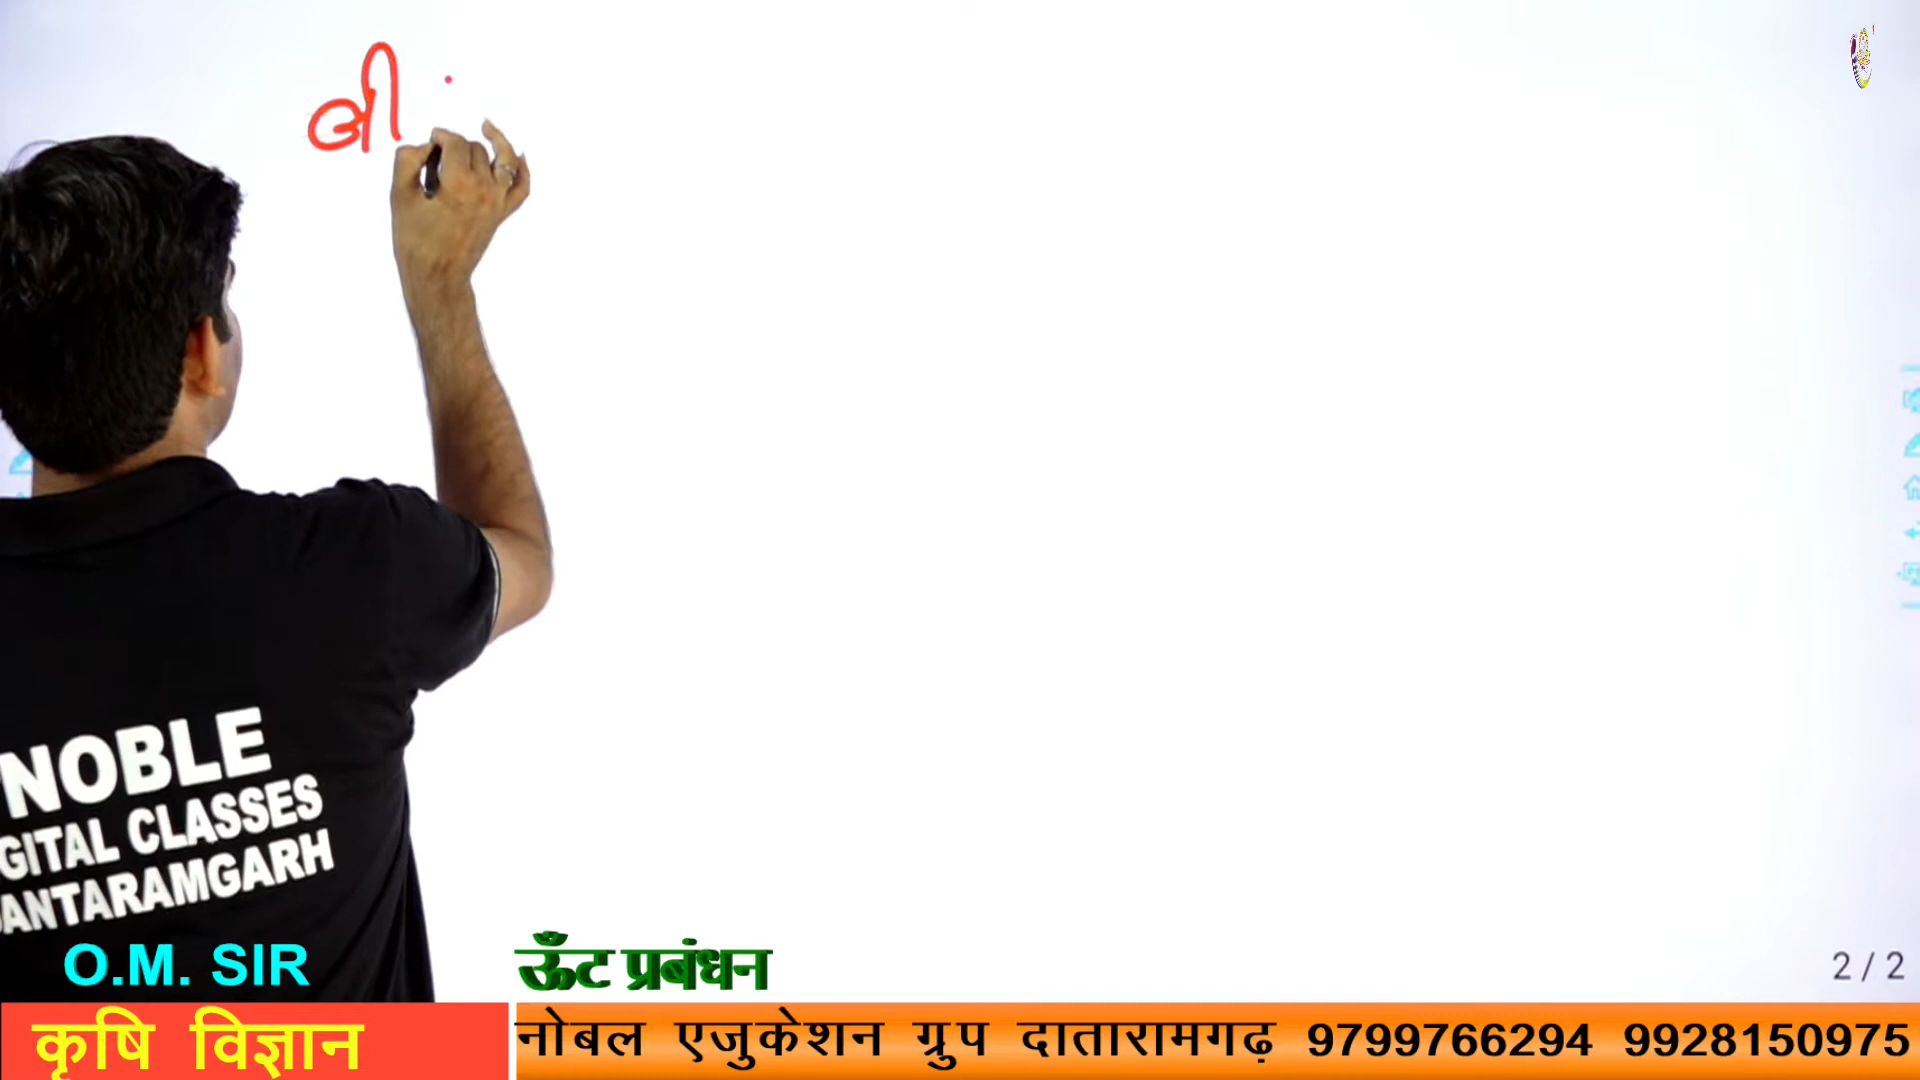 बी
NOBLE
GITAL CLASSES
ANTARAMGARH
O.M. SIR
ऊँट प्रबंधन
2 / 2
कृषि विज्ञान
नोबल एजुकेशन ग्रुप दातारामगढ़ 9799766294 9928150975